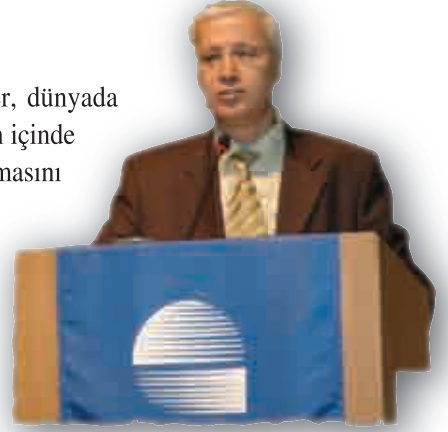 r, dünyada
içinde
masını